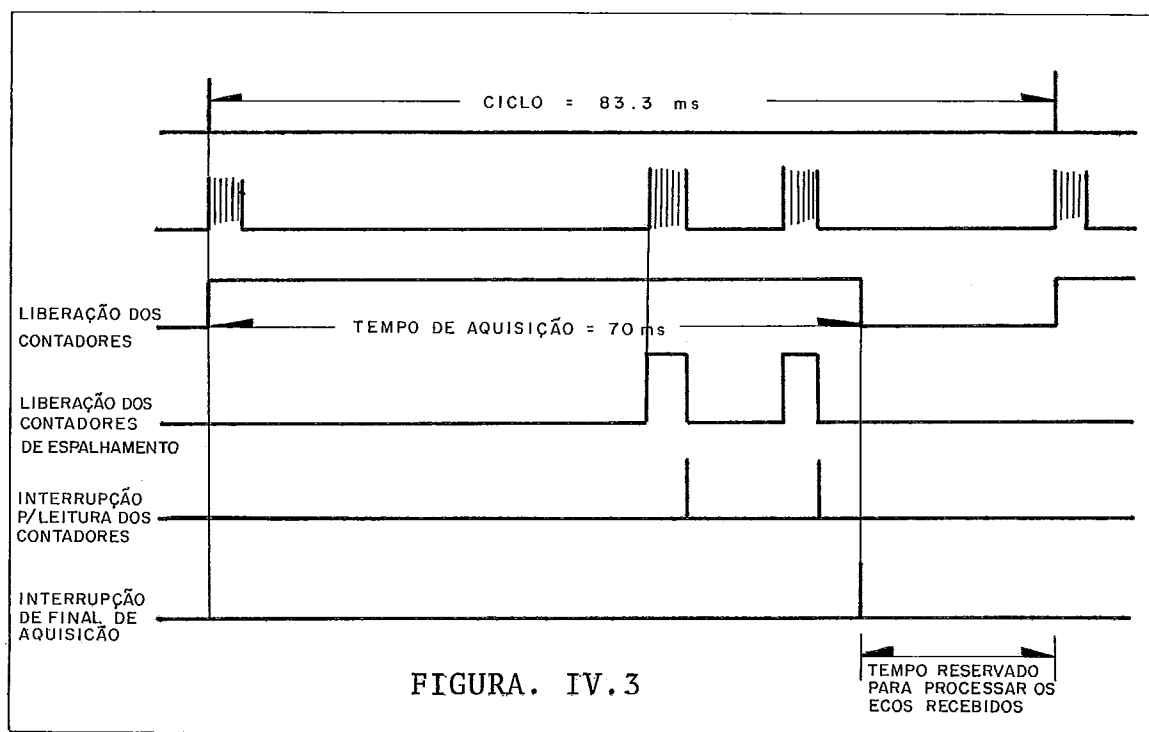 CICLO = 83.3 ms
LIBERAÇÃO DOS
CONTADORES
TEMPO DE AQUISIÇÃO = 70 ms
LIBERAÇÃO DOS
CONTADORES
DE ESPALHAMENTO
INTERRUPÇÃO
P/LEITURA DOS
CONTADORES
INTERRUPÇÃO
DE FINAL DE
AQUISIÇÃO
FIGURA. IV.3
TEMPO RESERVADO
PARA PROCESSAR OS
ECOS RECEBIDOS